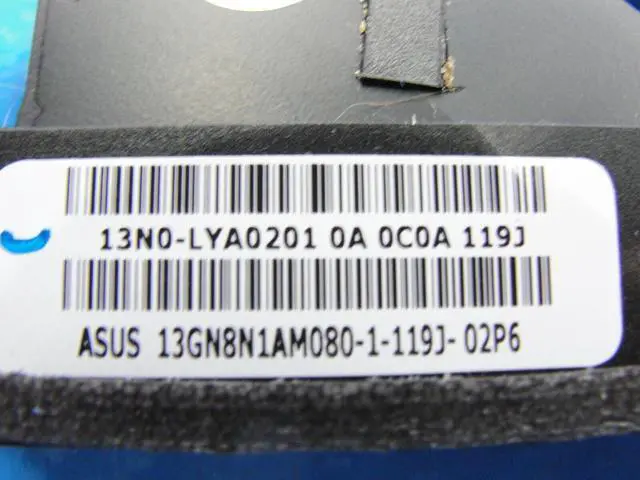 13N0-LYA0201 0A 0C0A 119J
ASUS 13GN8N1AM080-1-119J-02P6